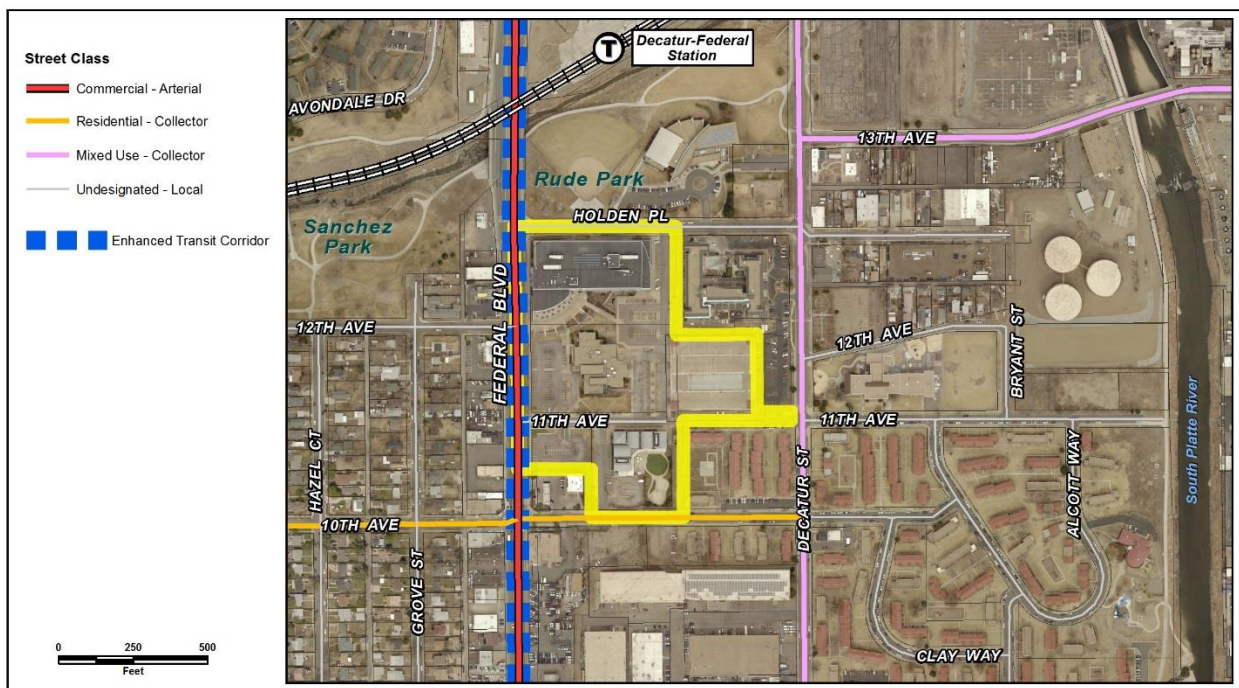 Street Class
Commercial - Arterial
Residential - Collector
Mixed Use - Collector
Undesignated - Local
Enhanced Transit Corridor
0 250 500
Feet
T
Decatur-Federal
Station
AVONDALE DR
13TH AVE
Rude Park
HOLDEN PL
Sanchez
Park
FEDERAL BLVD
12TH AVE
12TH AVE
BRYANT ST
11TH AVE
11TH AVE
HAZEL CT
GROVE ST
DECATUR ST
ALCOTT WAY
South Platte River
10TH AVE
CLAY WAY